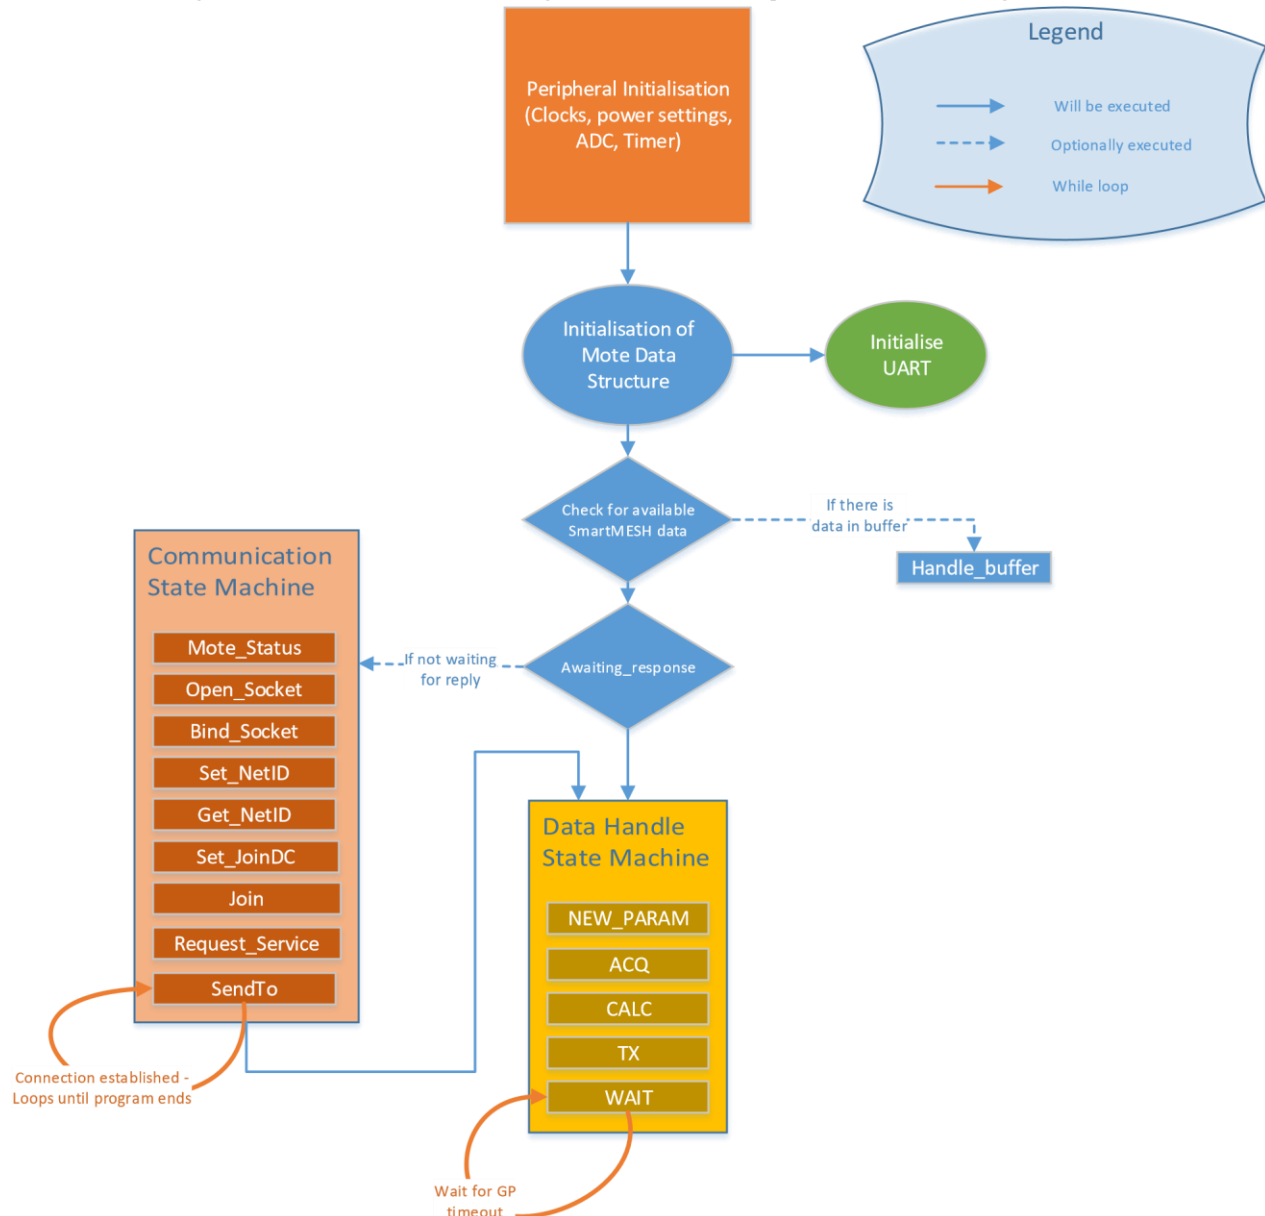 Peripheral Initialisation
(Clocks, power settings,
ADC, Timer)
Legend
Will be executed
Optionally executed
While loop
Initialisation of
Mote Data
Structure
Initialise
UART
Check for available
SmartMESH data
If there is
data in buffer
Handle_buffer
Communication
State Machine
Mote_Status
Open_Socket
Bind_Socket
Set_NetID
Get_NetID
Set_JoinDC
Join
Request_Service
SendTo
If not waiting
for reply
Awaiting_response
Data Handle
State Machine
NEW_PARAM
ACQ
CALC
TX
WAIT
Connection established -
Loops until program ends
Wait for GP
timeout